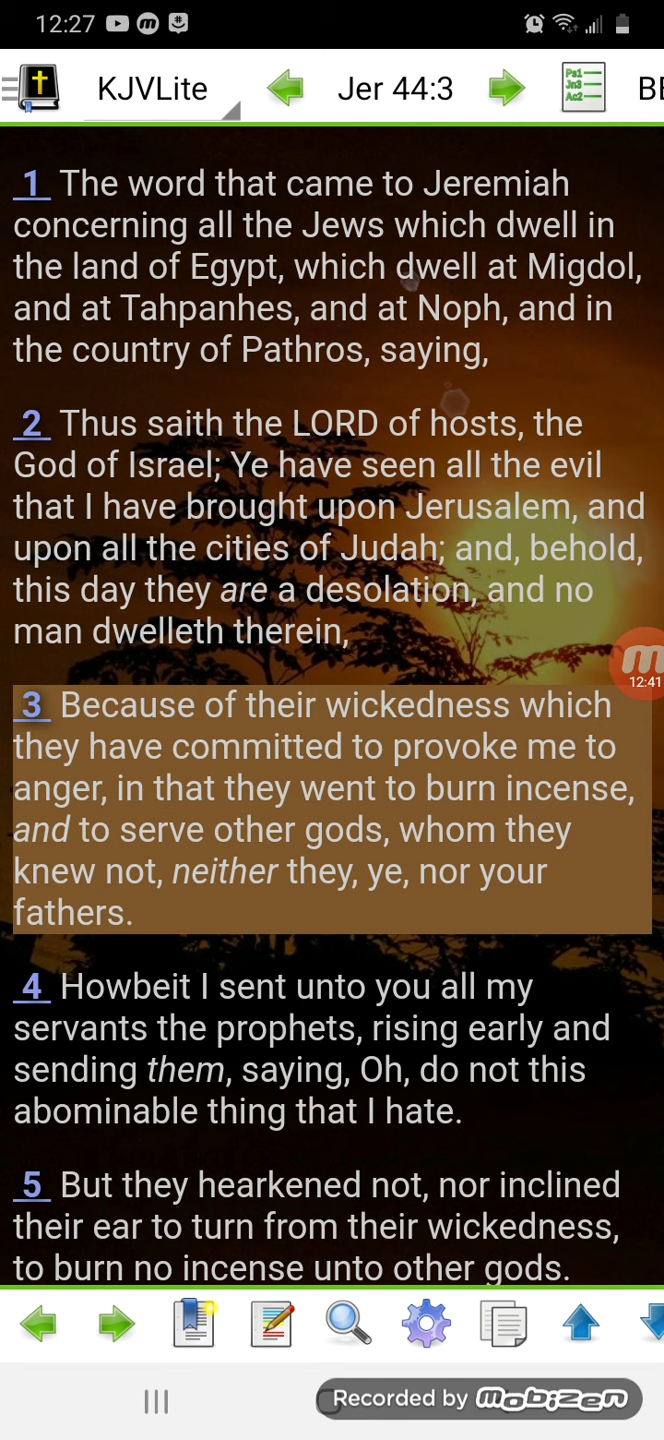 12:27
KJVLite
Jer 44:3
Ps1
Jn3
Ac2
1 The word that came to Jeremiah
concerning all the Jews which dwell in
the land of Egypt, which dwell at Migdol,
and at Tahpanhes, and at Noph, and in
the country of Pathros, saying,
2 Thus saith the LORD of hosts, the
God of Israel; Ye have seen all the evil
that I have brought upon Jerusalem, and
upon all the cities of Judah; and, behold,
this day they are a desolation, and no
man dwelleth therein,
12:41
3 Because of their wickedness which
they have committed to provoke me to
anger, in that they went to burn incense,
and to serve other gods, whom they
knew not, neither they, ye, nor your
fathers.
4 Howbeit I sent unto you all my
servants the prophets, rising early and
sending them, saying, Oh, do not this
abominable thing that I hate.
5 But they hearkened not, nor inclined
their ear to turn from their wickedness,
to burn no incense unto other gods.
Recorded by mobizen